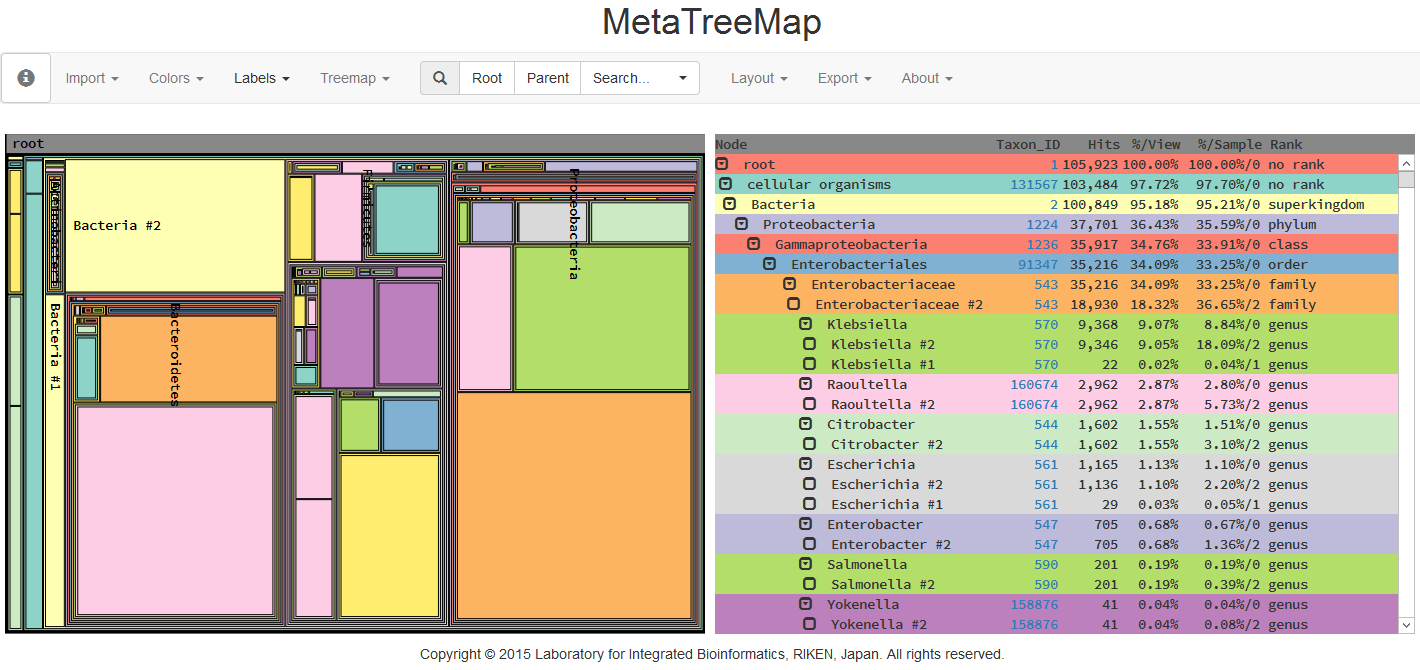 MetaTreeMap
Import Colors Labels Treemap Root Parent Search... Layout Export About
root
Bacteria #2
Bacteria #1
Bacteroidetes
Proteobacteria
Node Taxon_ID Hits %/View %/Sample Rank
root 1 105,923 100.00% 100.00%/0 no rank
cellular organisms 131567 103,484 97.72% 97.70%/0 no rank
Bacteria 2 100,849 95.18% 95.21%/0 superkingdom
Proteobacteria 1224 37,701 36.43% 35.59%/0 phylum
Gammaproteobacteria 1236 35,917 34.76% 33.91%/0 class
Enterobacteriales 91347 35,216 34.09% 33.25%/0 order
Enterobacteriaceae 543 35,216 34.09% 33.25%/0 family
Enterobacteriaceae #2 543 18,930 18.32% 36.65%/2 family
Klebsiella 570 9,368 9.07% 8.84%/0 genus
Klebsiella #2 570 9,346 9.05% 18.09%/2 genus
Klebsiella #1 570 22 0.02% 0.04%/1 genus
Raoultella 160674 2,962 2.87% 2.80%/0 genus
Raoultella #2 160674 2,962 2.87% 5.73%/2 genus
Citrobacter 544 1,602 1.55% 1.51%/0 genus
Citrobacter #2 544 1,602 1.55% 3.10%/2 genus
Escherichia 561 1,165 1.13% 1.10%/0 genus
Escherichia #2 561 1,136 1.10% 2.20%/2 genus
Escherichia #1 561 29 0.03% 0.05%/1 genus
Enterobacter 547 705 0.68% 0.67%/0 genus
Enterobacter #2 547 705 0.68% 1.36%/2 genus
Salmonella 590 201 0.19% 0.19%/0 genus
Salmonella #2 590 201 0.19% 0.39%/2 genus
Yokenella 158876 41 0.04% 0.04%/0 genus
Yokenella #2 158876 41 0.04% 0.08%/2 genus
Copyright © 2015 Laboratory for Integrated Bioinformatics, RIKEN, Japan. All rights reserved.